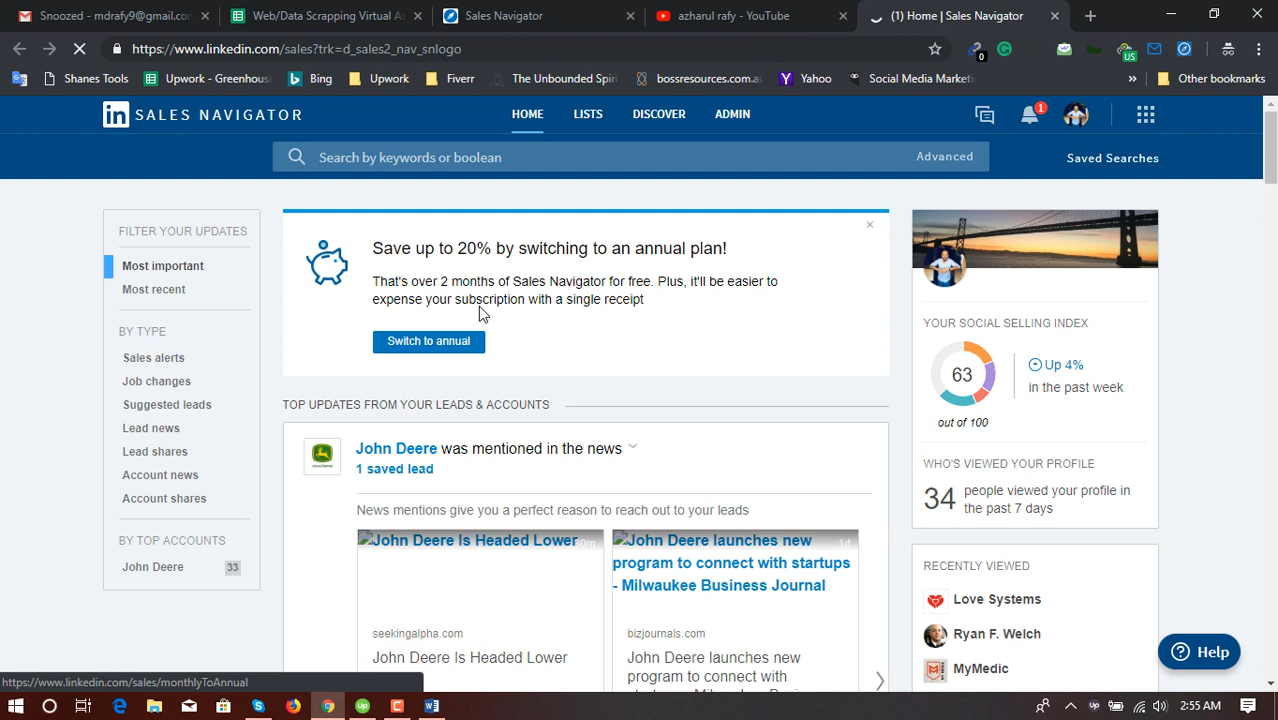 Snoozed - mdrafy9@gmail.con
Web/Data Scrapping Virtual A
Sales Navigator
azharul rafy - YouTube
(1) Home | Sales Navigator
https://www.linkedin.com/sales?trk=d_sales2_nav_snlogo
0
US
Shanes Tools
Upwork - Greenhous
Bing
Upwork
Fiverr
The Unbounded Spiri
bossresources.com.au
Yahoo
Social Media Marketi
Other bookmarks
in SALES NAVIGATOR
HOME
LISTS
DISCOVER
ADMIN
1
Search by keywords or boolean
Advanced
Saved Searches
FILTER YOUR UPDATES
Most important
Most recent
BY TYPE
Sales alerts
Job changes
Suggested leads
Lead news
Lead shares
Account news
Account shares
BY TOP ACCOUNTS
John Deere 33
Save up to 20% by switching to an annual plan!
That's over 2 months of Sales Navigator for free. Plus, it'll be easier to
expense your subscription with a single receipt
Switch to annual
TOP UPDATES FROM YOUR LEADS & ACCOUNTS
John Deere was mentioned in the news
1 saved lead
News mentions give you a perfect reason to reach out to your leads
John Deere Is Headed Lower
seekingalpha.com
John Deere Is Headed Lower
John Deere launches new 1d
program to connect with startups
- Milwaukee Business Journal
bizjournals.com
John Deere launches new
program to connect with
YOUR SOCIAL SELLING INDEX
63
out of 100
Up 4%
in the past week
WHO'S VIEWED YOUR PROFILE
34 people viewed your profile in
the past 7 days
RECENTLY VIEWED
Love Systems
Ryan F. Welch
MyMedic
Help
https://www.linkedin.com/sales/monthlyToAnnual
2:55 AM